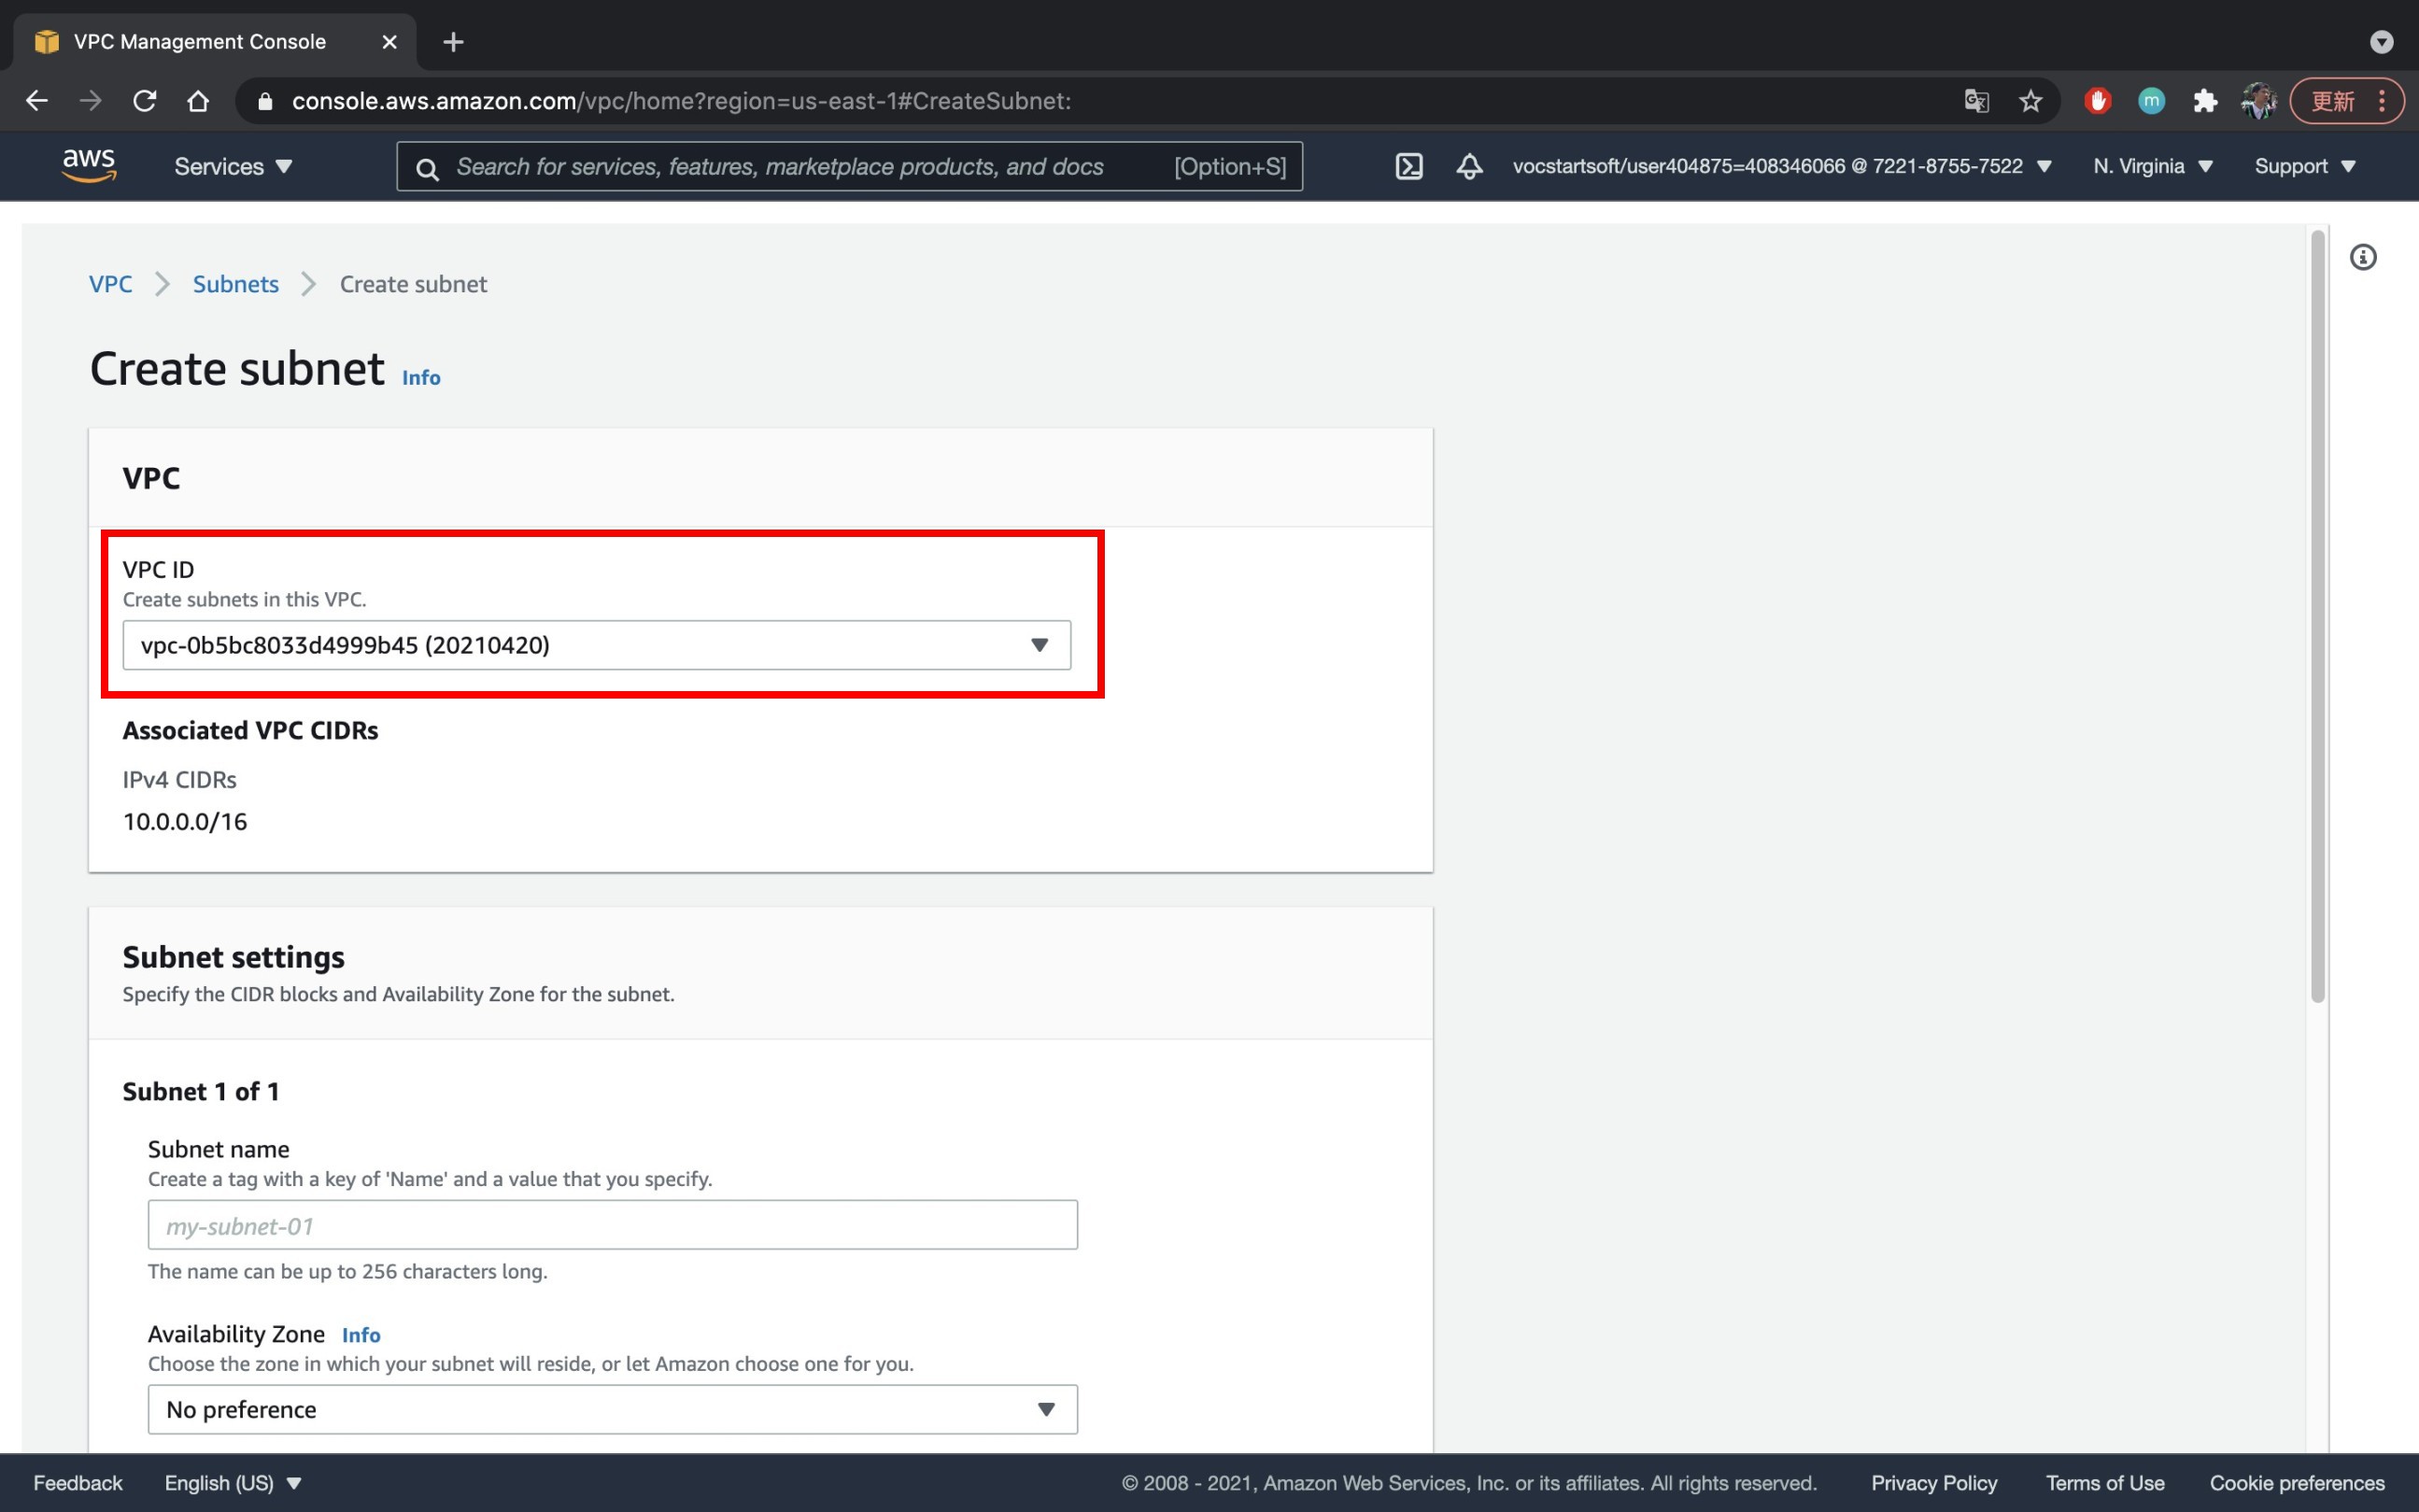 VPC Management Console
console.aws.amazon.com/vpc/home?region=us-east-1#CreateSubnet:
m
更新
aws
Services
Search for services, features, marketplace products, and docs
[Option+S]
vocstartsoft/user404875=408346066 @ 7221-8755-7522
N. Virginia
Support
VPC
Subnets
Create subnet
Create subnet Info
VPC
VPC ID
Create subnets in this VPC.
vpc-0b5bc8033d4999b45 (20210420)
Associated VPC CIDRs
IPv4 CIDRs
10.0.0.0/16
Subnet settings
Specify the CIDR blocks and Availability Zone for the subnet.
Subnet 1 of 1
Subnet name
Create a tag with a key of 'Name' and a value that you specify.
my-subnet-01
The name can be up to 256 characters long.
Availability Zone Info
Choose the zone in which your subnet will reside, or let Amazon choose one for you.
No preference
Feedback
English (US)
© 2008 - 2021, Amazon Web Services, Inc. or its affiliates. All rights reserved.
Privacy Policy
Terms of Use
Cookie preferences